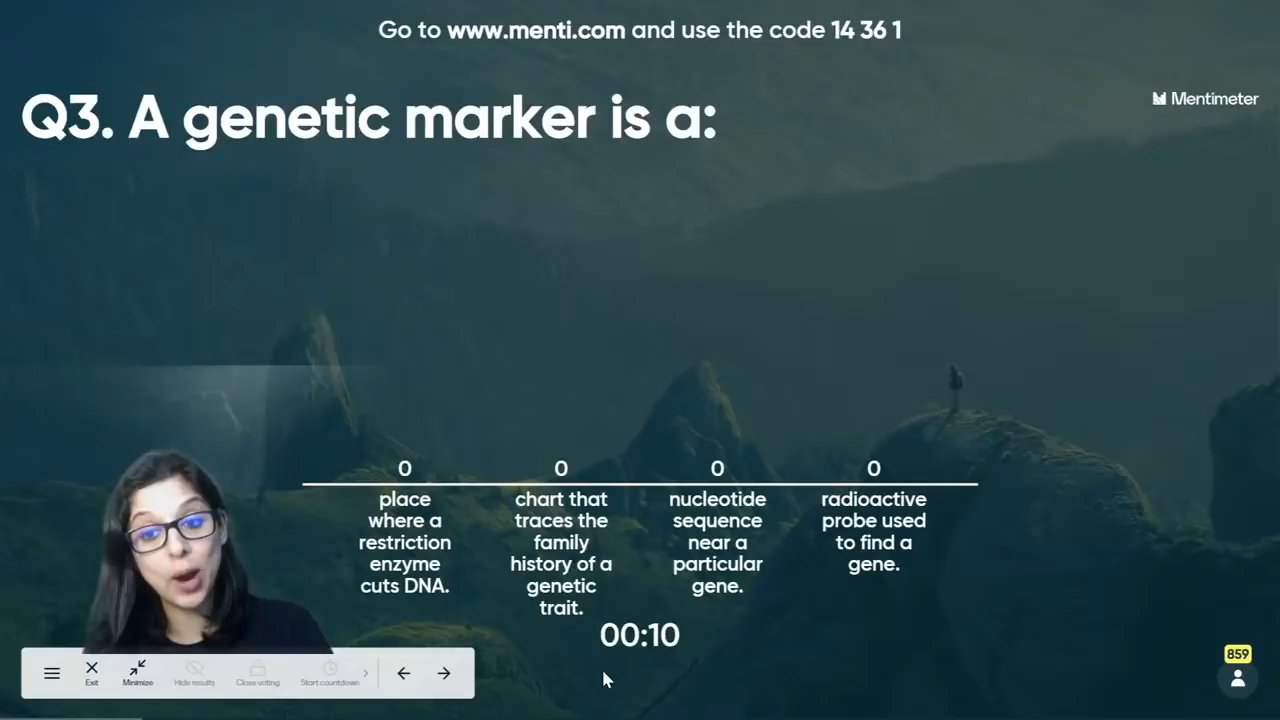 Go to www.menti.com and use the code 14 36 1
Q3. A genetic marker is a:
Mentimeter
0
place
where a
restriction
enzyme
cuts DNA.
0
chart that
traces the
family
history of a
genetic
trait.
0
nucleotide
sequence
near a
particular
gene.
0
radioactive
probe used
to find a
gene.
00:10
Exit
Minimize
Hide results
Close voting
Start countdown
859